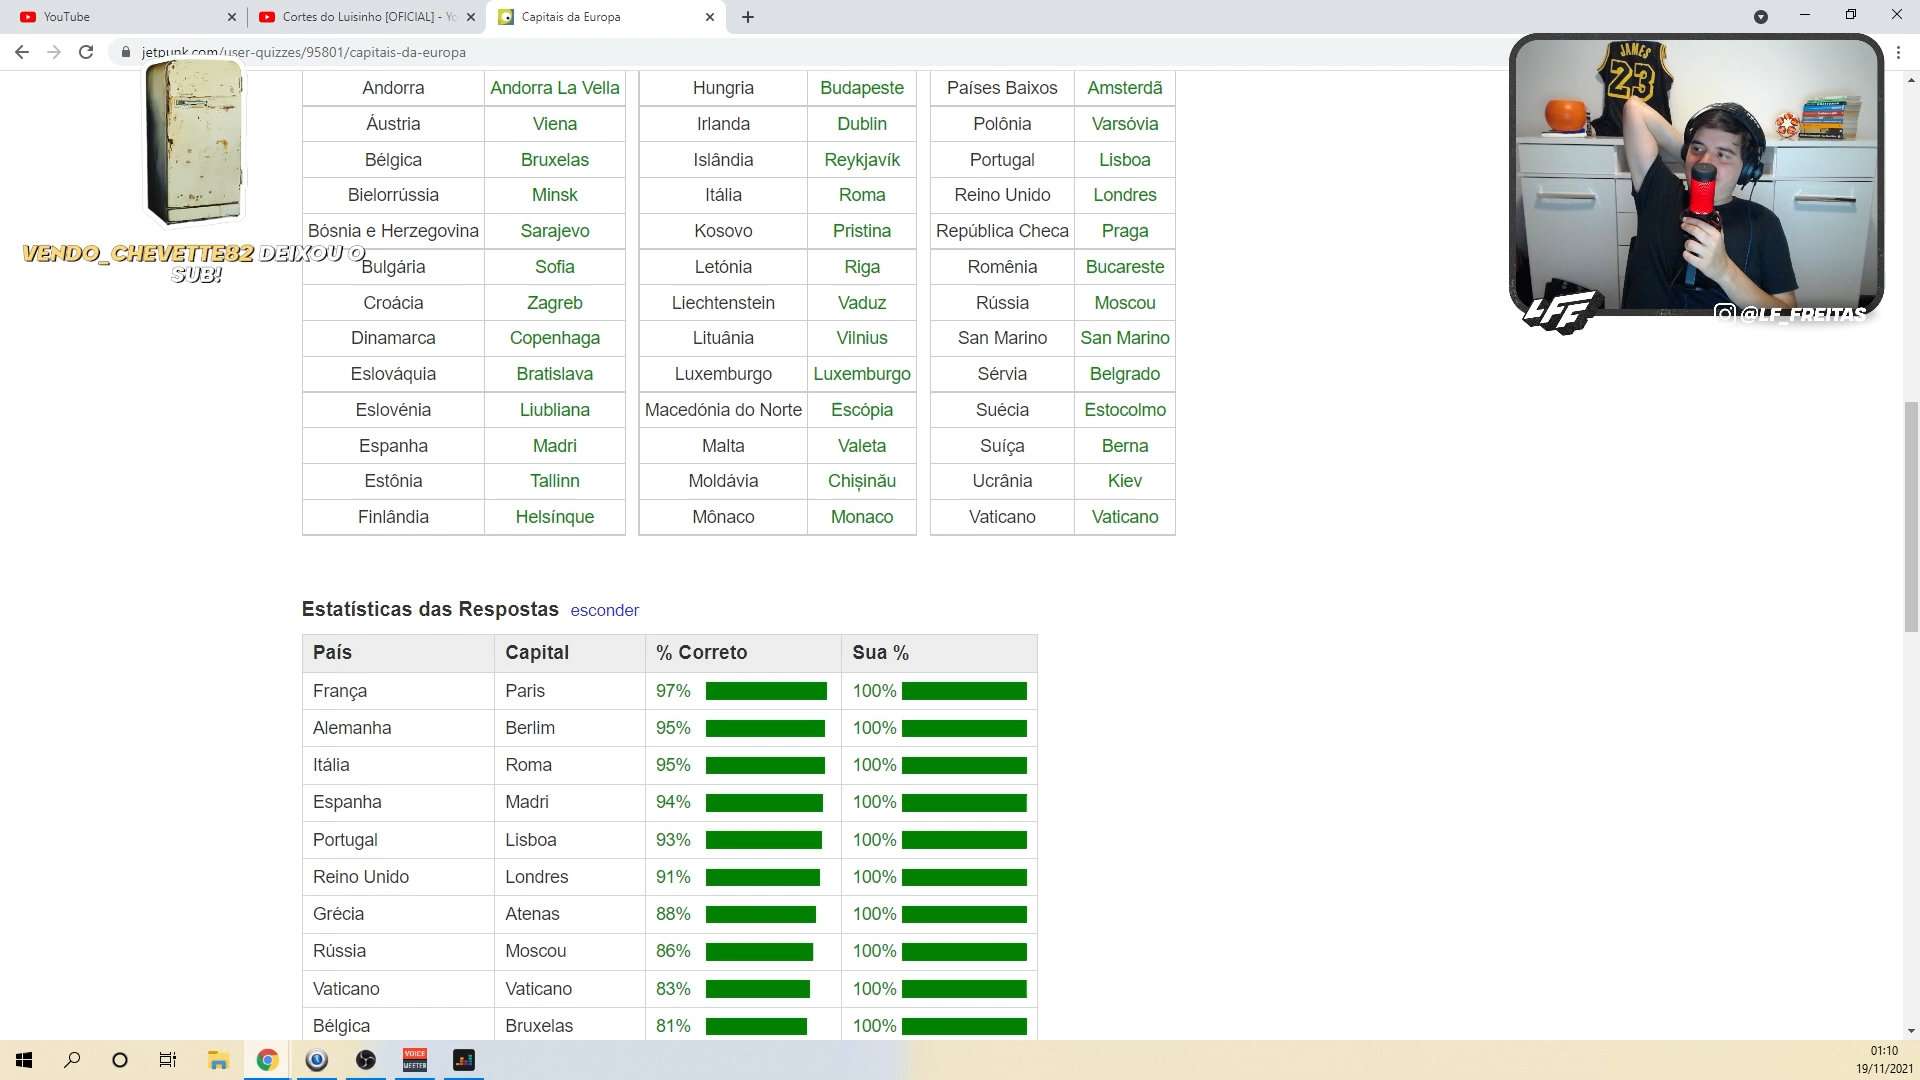 YouTube
Cortes do Luisinho [OFICIAL] - Yo
Capitais da Europa
jetpunk.com/user-quizzes/95801/capitais-da-europa
Andorra Andorra La Vella Hungria Budapeste Países Baixos Amsterdã
Áustria Viena Irlanda Dublin Polônia Varsóvia
Bélgica Bruxelas Islândia Reykjavík Portugal Lisboa
Bielorrússia Minsk Itália Roma Reino Unido Londres
Bósnia e Herzegovina Sarajevo Kosovo Pristina República Checa Praga
Bulgária Sofia Letónia Riga Romênia Bucareste
Croácia Zagreb Liechtenstein Vaduz Rússia Moscou
Dinamarca Copenhaga Lituânia Vilnius San Marino San Marino
Eslováquia Bratislava Luxemburgo Luxemburgo Sérvia Belgrado
Eslovénia Liubliana Macedónia do Norte Escópia Suécia Estocolmo
Espanha Madri Malta Valeta Suíça Berna
Estônia Tallinn Moldávia Chișinău Ucrânia Kiev
Finlândia Helsínque Mônaco Monaco Vaticano Vaticano
VENDO_CHEVETTE82 DEIXOU O
SUB!
JAMES
23
LFF
@LF_FREITAS
Estatísticas das Respostas esconder
País Capital % Correto Sua %
França Paris 97% 100%
Alemanha Berlim 95% 100%
Itália Roma 95% 100%
Espanha Madri 94% 100%
Portugal Lisboa 93% 100%
Reino Unido Londres 91% 100%
Grécia Atenas 88% 100%
Rússia Moscou 86% 100%
Vaticano Vaticano 83% 100%
Bélgica Bruxelas 81% 100%
VOICE
MEETER
01:10
19/11/2021